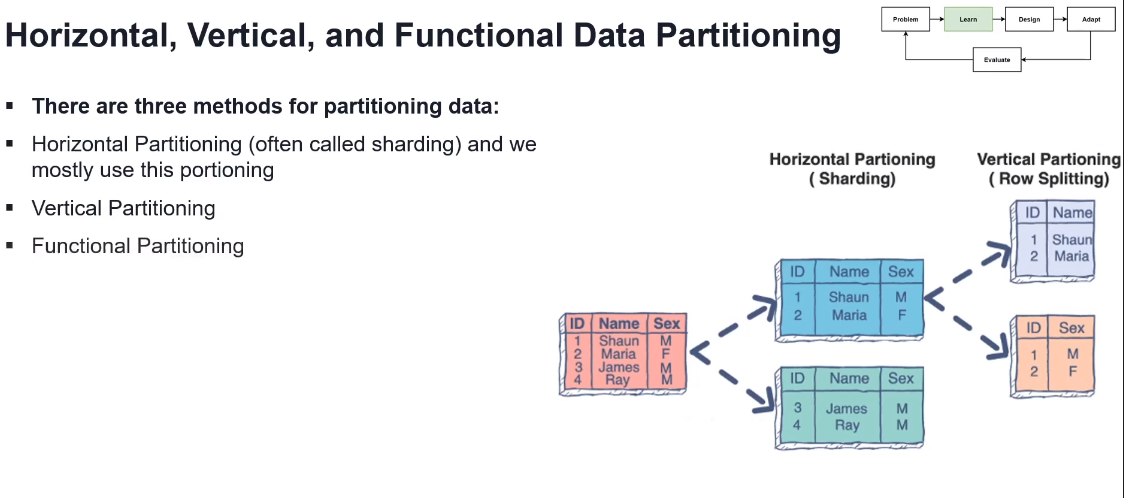 Horizontal, Vertical, and Functional Data Partitioning
Problem
Learn
Design
Adapt
Evaluate
There are three methods for partitioning data:
Horizontal Partitioning (often called sharding) and we
mostly use this portioning
Vertical Partitioning
Functional Partitioning
Horizontal Partioning
( Sharding)
Vertical Partioning
( Row Splitting)
ID Name Sex
1 Shaun M
2 Maria F
3 James M
4 Ray M
ID Name Sex
1 Shaun M
2 Maria F
ID Name Sex
3 James M
4 Ray M
ID Name
1 Shaun
2 Maria
ID Sex
1 M
2 F